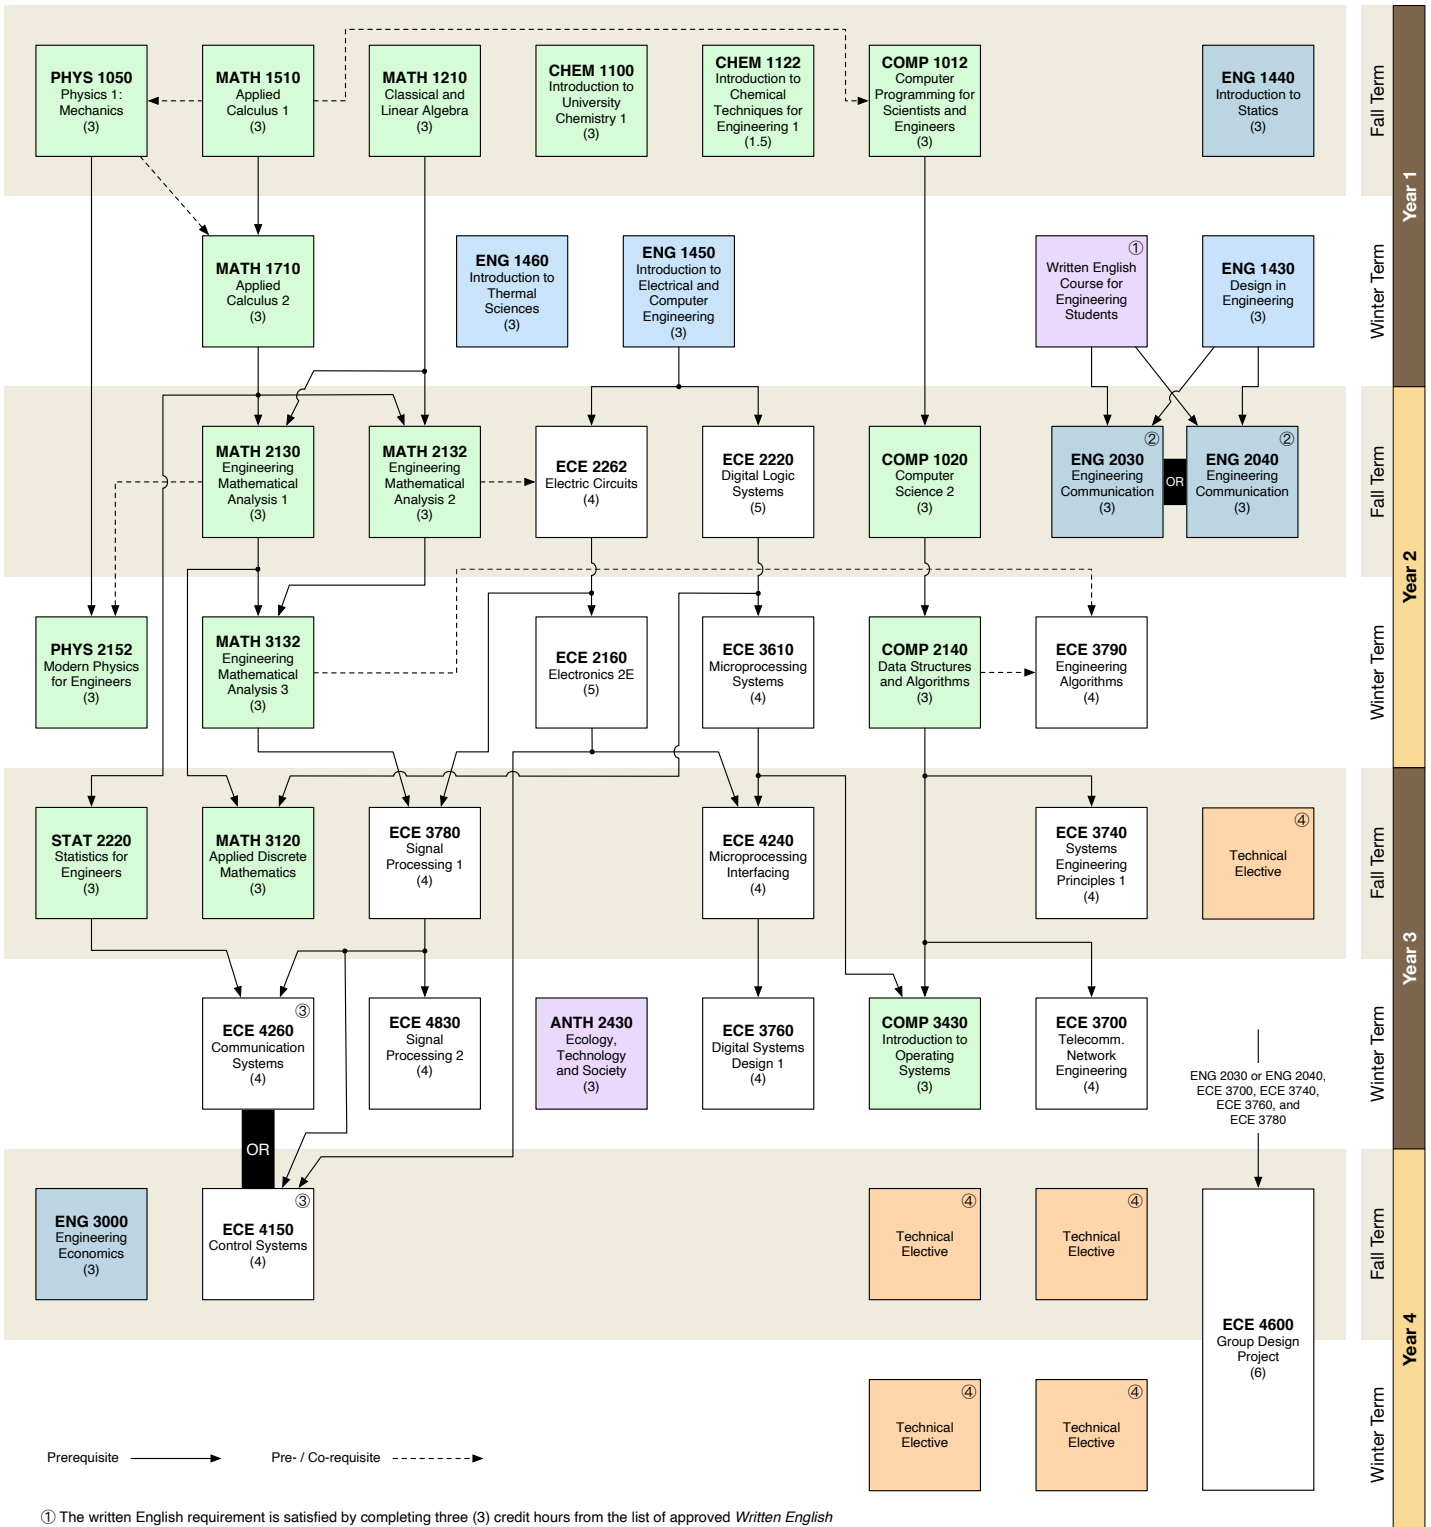 PHYS 1050
Physics 1:
Mechanics
(3)
MATH 1510
Applied
Calculus 1
(3)
MATH 1210
Classical and
Linear Algebra
(3)
CHEM 1100
Introduction to
University
Chemistry 1
(3)
CHEM 1122
Introduction to
Chemical
Techniques for
Engineering 1
(1.5)
COMP 1012
Computer
Programming for
Scientists and
Engineers
(3)
ENG 1440
Introduction to
Statics
(3)
Fall Term
Year 1
MATH 1710
Applied
Calculus 2
(3)
ENG 1460
Introduction to
Thermal
Sciences
(3)
ENG 1450
Introduction to
Electrical and
Computer
Engineering
(3)
①
Written English
Course for
Engineering
Students
ENG 1430
Design in
Engineering
(3)
Winter Term
MATH 2130
Engineering
Mathematical
Analysis 1
(3)
MATH 2132
Engineering
Mathematical
Analysis 2
(3)
ECE 2262
Electric Circuits
(4)
ECE 2220
Digital Logic
Systems
(5)
COMP 1020
Computer
Science 2
(3)
②
ENG 2030
Engineering
Communication
(3)
OR
②
ENG 2040
Engineering
Communication
(3)
Fall Term
Year 2
PHYS 2152
Modern Physics
for Engineers
(3)
MATH 3132
Engineering
Mathematical
Analysis 3
(3)
ECE 2160
Electronics 2E
(5)
ECE 3610
Microprocessing
Systems
(4)
COMP 2140
Data Structures
and Algorithms
(3)
ECE 3790
Engineering
Algorithms
(4)
Winter Term
STAT 2220
Statistics for
Engineers
(3)
MATH 3120
Applied Discrete
Mathematics
(3)
ECE 3780
Signal
Processing 1
(4)
ECE 4240
Microprocessing
Interfacing
(4)
ECE 3740
Systems
Engineering
Principles 1
(4)
④
Technical
Elective
Fall Term
Year 3
③
ECE 4260
Communication
Systems
(4)
ECE 4830
Signal
Processing 2
(4)
ANTH 2430
Ecology,
Technology
and Society
(3)
ECE 3760
Digital Systems
Design 1
(4)
COMP 3430
Introduction to
Operating
Systems
(3)
ECE 3700
Telecomm.
Network
Engineering
(4)
ENG 2030 or ENG 2040,
ECE 3700, ECE 3740,
ECE 3760, and
ECE 3780
Winter Term
OR
ENG 3000
Engineering
Economics
(3)
③
ECE 4150
Control Systems
(4)
④
Technical
Elective
④
Technical
Elective
ECE 4600
Group Design
Project
(6)
Fall Term
Year 4
④
Technical
Elective
④
Technical
Elective
Winter Term
Prerequisite
Pre- / Co-requisite
① The written English requirement is satisfied by completing three (3) credit hours from the list of approved Written English